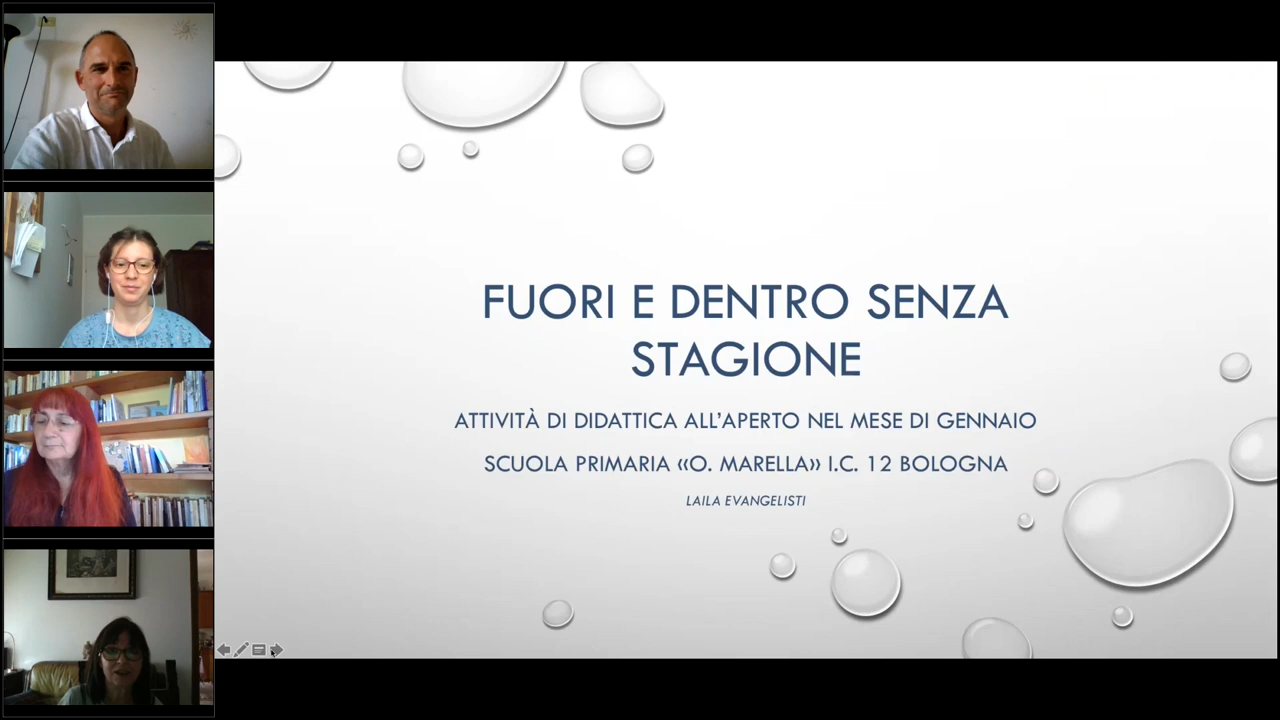 FUORI E DENTRO SENZA
STAGIONE
ATTIVITÀ DI DIDATTICA ALL'APERTO NEL MESE DI GENNAIO
SCUOLA PRIMARIA «O. MARELLA» I.C. 12 BOLOGNA
LAILA EVANGELISTI